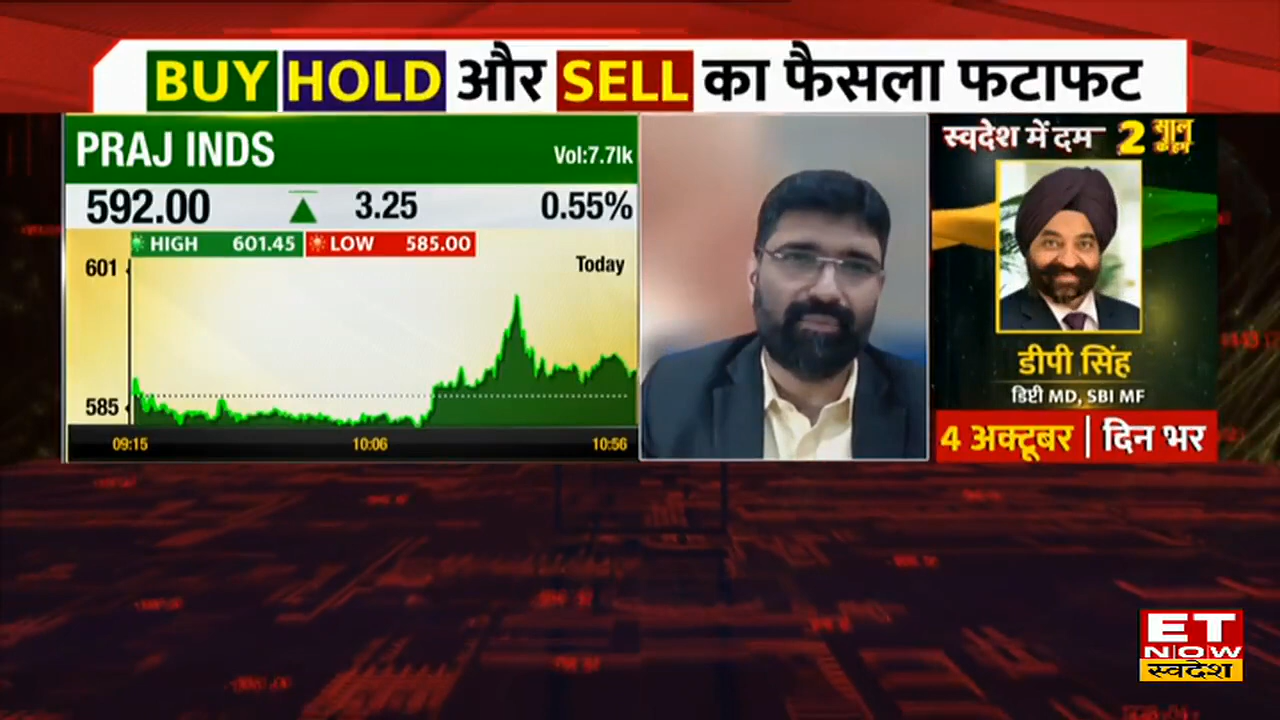 BUY HOLD और SELL का फैसला फटाफट
PRAJ INDS
Vol:7.7lk
592.00 3.25 0.55%
HIGH 601.45 LOW 585.00
601
Today
585
09:15 10:06 10:56
स्वदेश में दम 2 साल
डीपी सिंह
डिप्टी MD, SBI MF
4 अक्टूबर | दिन भर
ET
NOW
स्वदेश